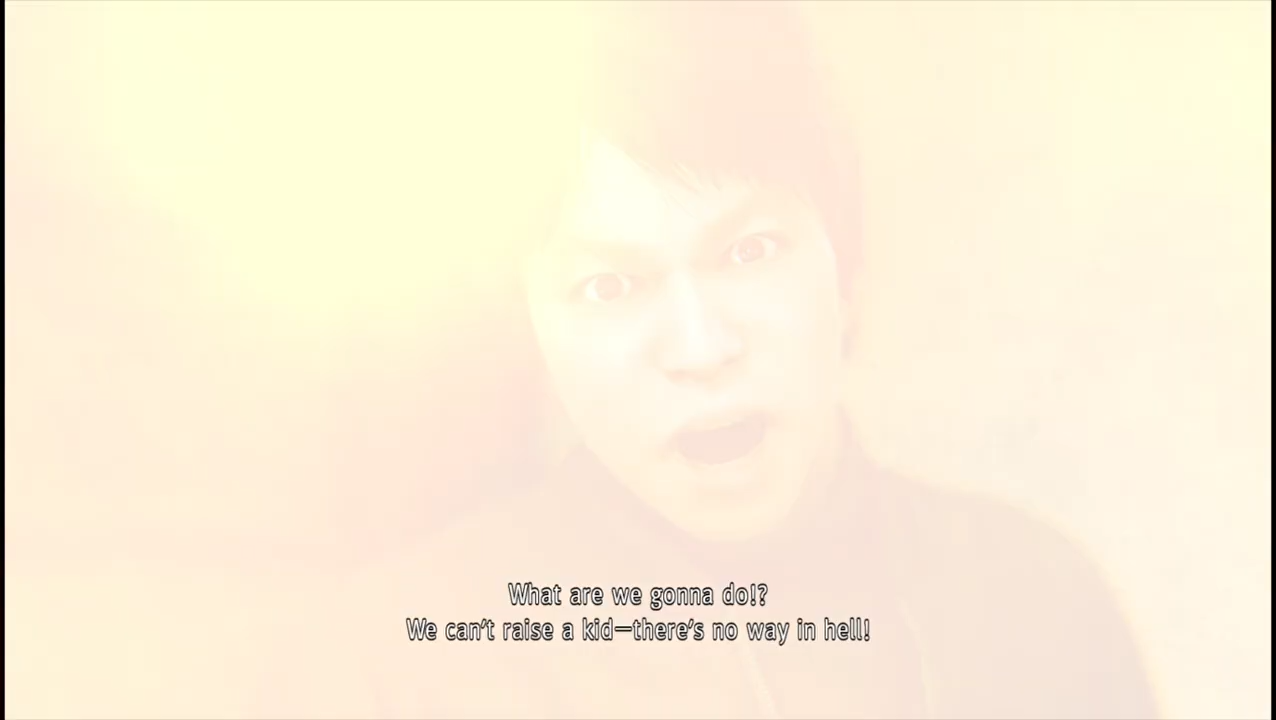 What are we gonna do!?
We can't raise a kid—there's no way in hell!